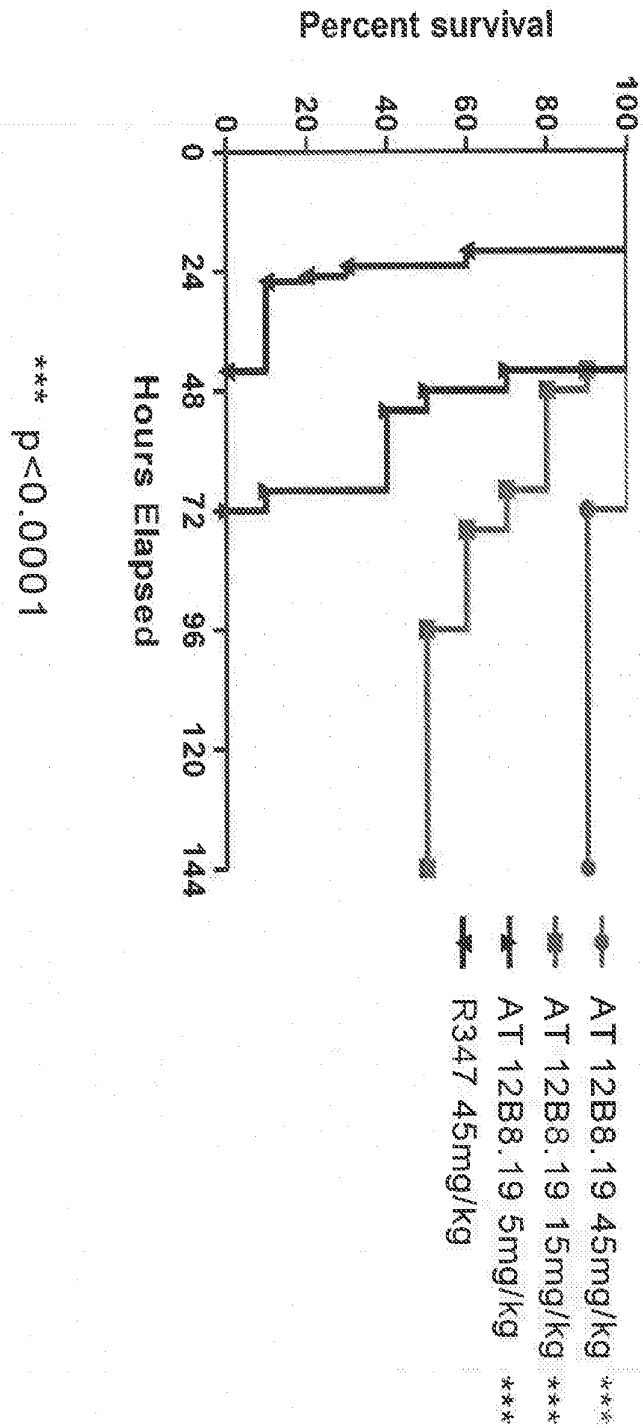 Percent survival
100
80
60
40
20
0
0 24 48 72 96 120 144
Hours Elapsed
*** p<0.0001
AT 12B8.19 45mg/kg ***
AT 12B8.19 15mg/kg ***
AT 12B8.19 5mg/kg ***
R347 45mg/kg